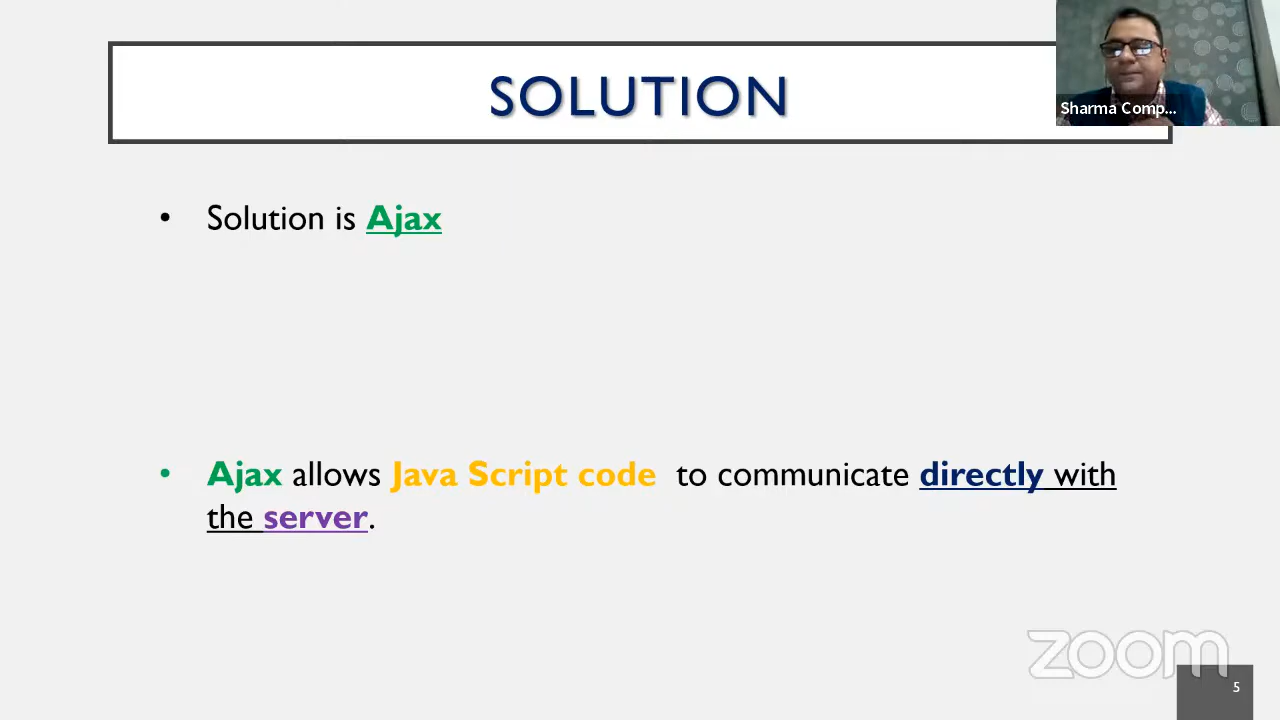 SOLUTION
Sharma Comp...
• Solution is Ajax
• Ajax allows Java Script code to communicate directly with
the server.
zoom
5